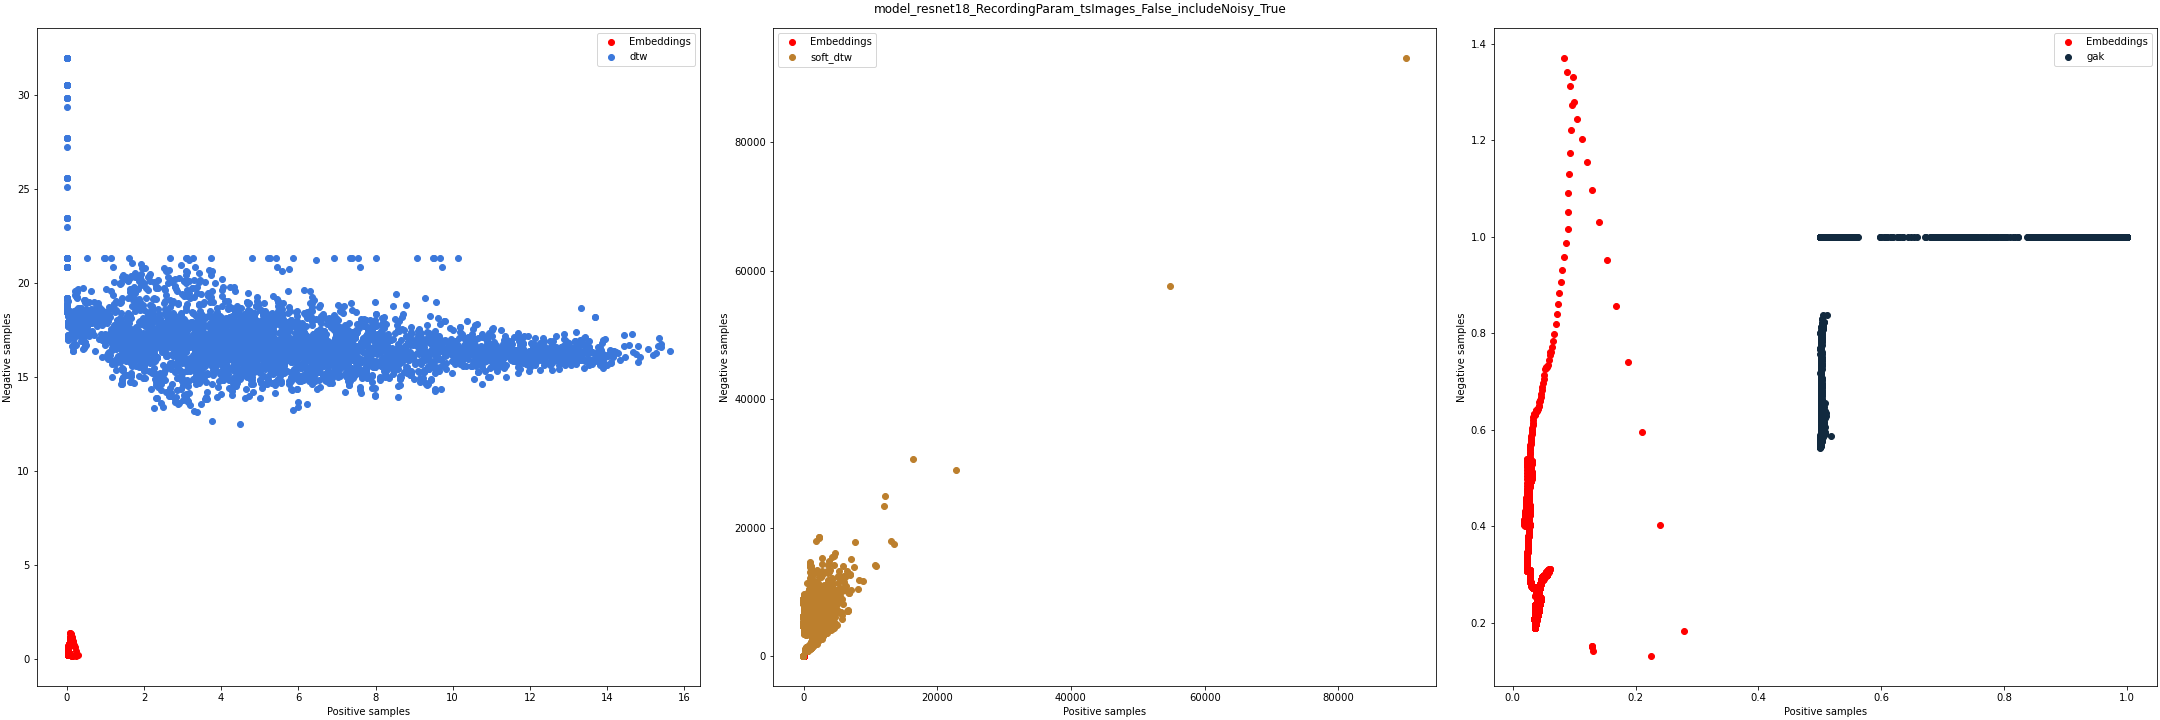 model_resnet18_RecordingParam_tsImages_False_includeNoisy_True
Embeddings
dtw
30
25
20
15
10
5
0
0 2 4 6 8 10 12 14 16
Negative samples
Positive samples
Embeddings
soft_dtw
80000
60000
40000
20000
0
0 20000 40000 60000 80000
Negative samples
Positive samples
Embeddings
gak
1.4
1.2
1.0
0.8
0.6
0.4
0.2
0.0 0.2 0.4 0.6 0.8 1.0
Negative samples
Positive samples